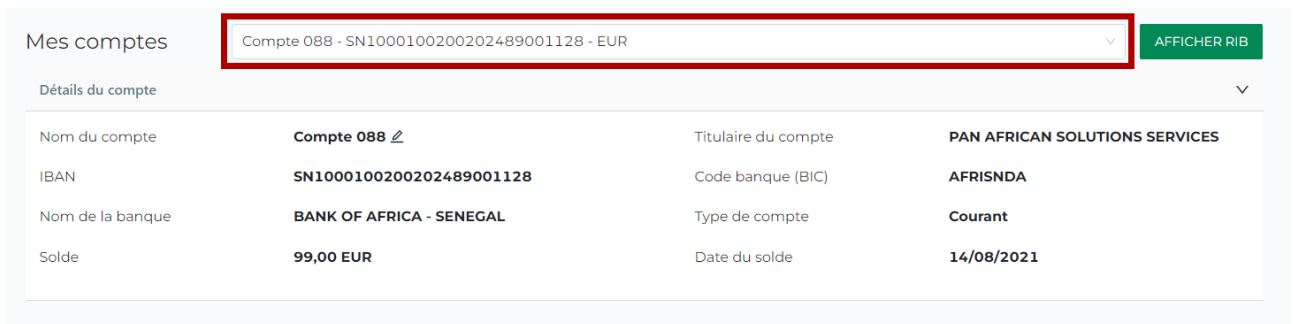 Mes comptes
Compte 088 - SN1000100200202489001128 - EUR
AFFICHER RIB
Détails du compte
Nom du compte
Compte 088
Titulaire du compte
PAN AFRICAN SOLUTIONS SERVICES
IBAN
SN1000100200202489001128
Code banque (BIC)
AFRISNDA
Nom de la banque
BANK OF AFRICA - SENEGAL
Type de compte
Courant
Solde
99,00 EUR
Date du solde
14/08/2021